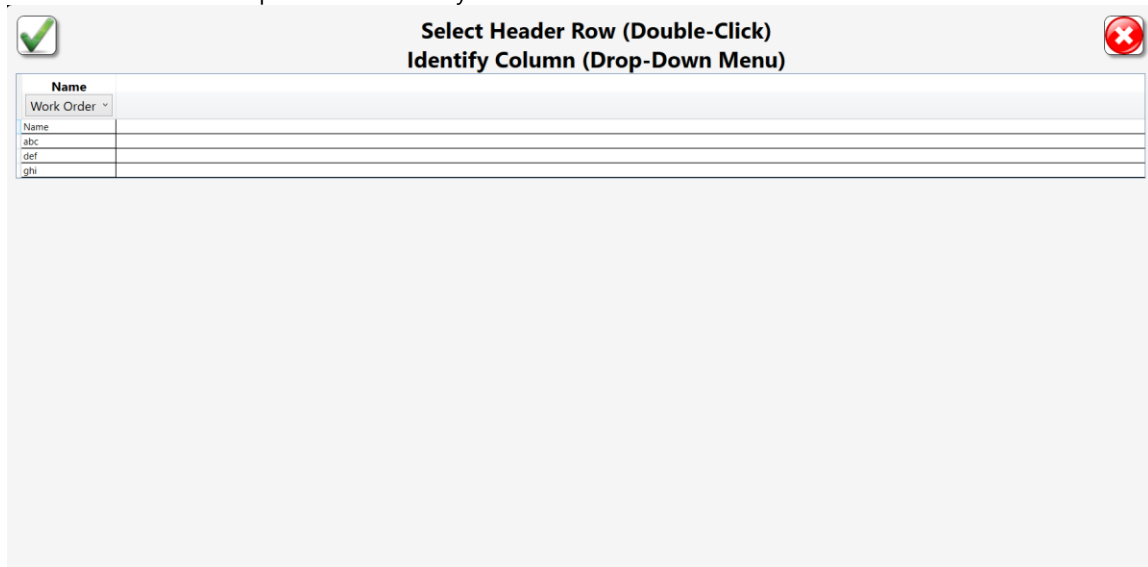 Select Header Row (Double-Click)
Identify Column (Drop-Down Menu)
Name
Work Order
Name
abc
def
ghi